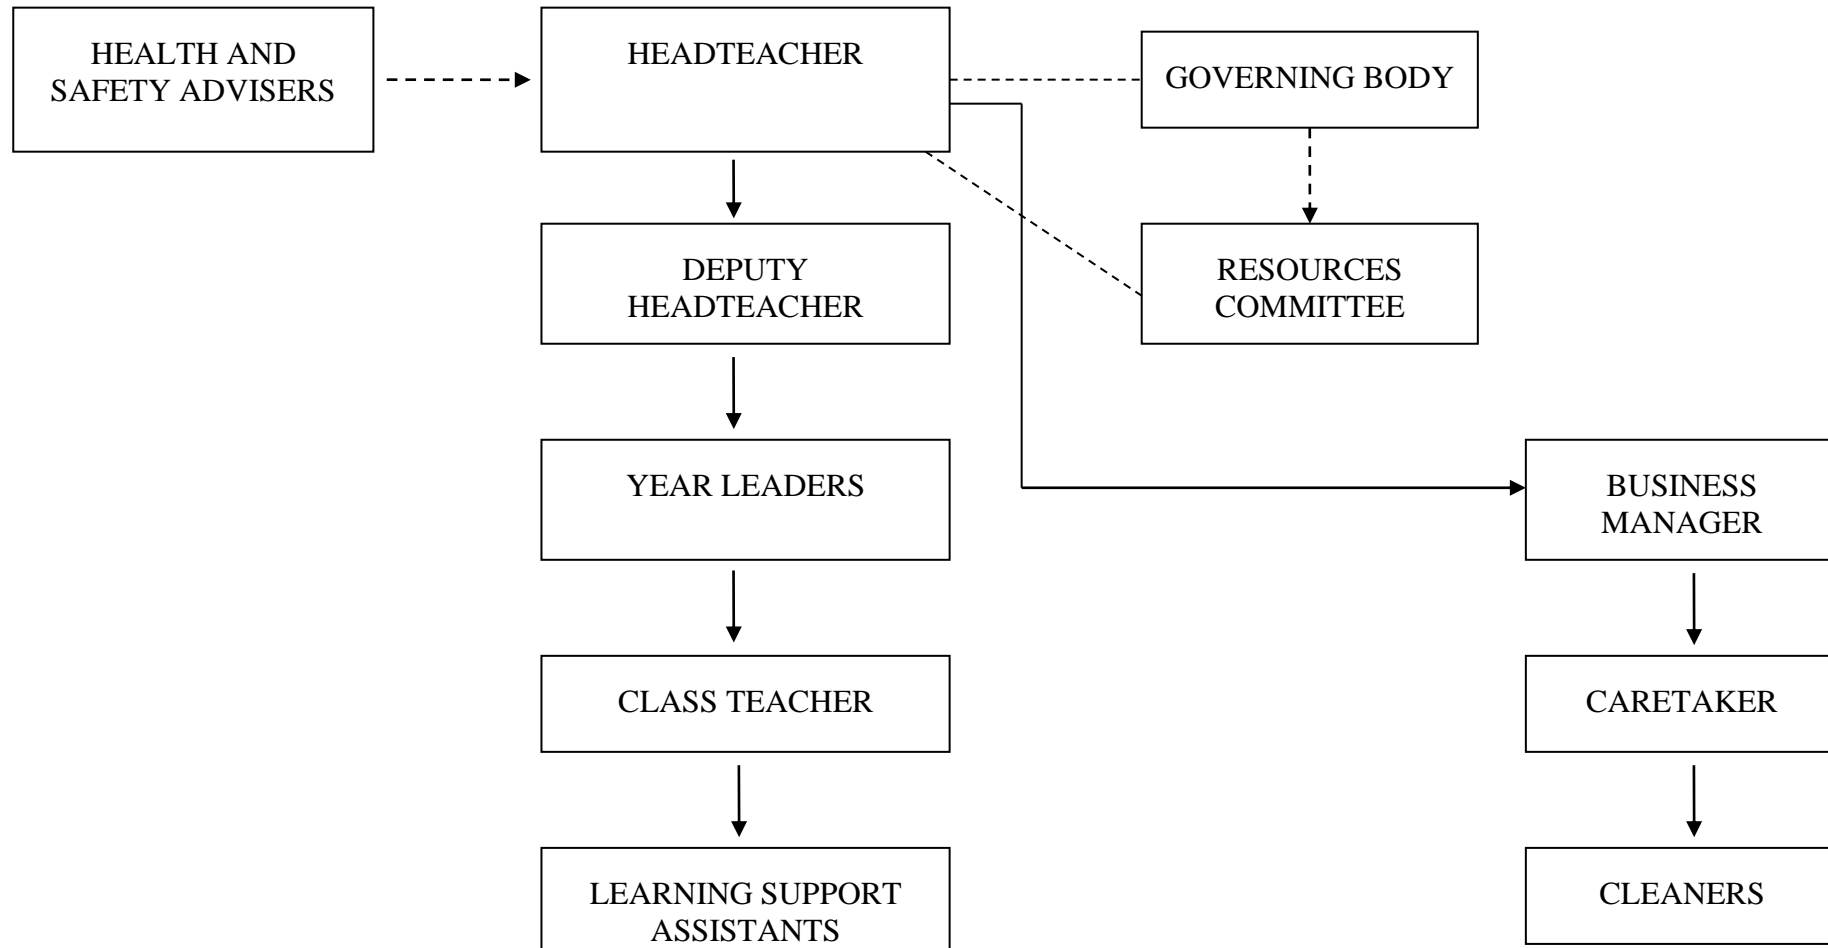 HEALTH AND
SAFETY ADVISERS
HEADTEACHER
GOVERNING BODY
DEPUTY
HEADTEACHER
RESOURCES
COMMITTEE
YEAR LEADERS
BUSINESS
MANAGER
CLASS TEACHER
CARETAKER
LEARNING SUPPORT
ASSISTANTS
CLEANERS